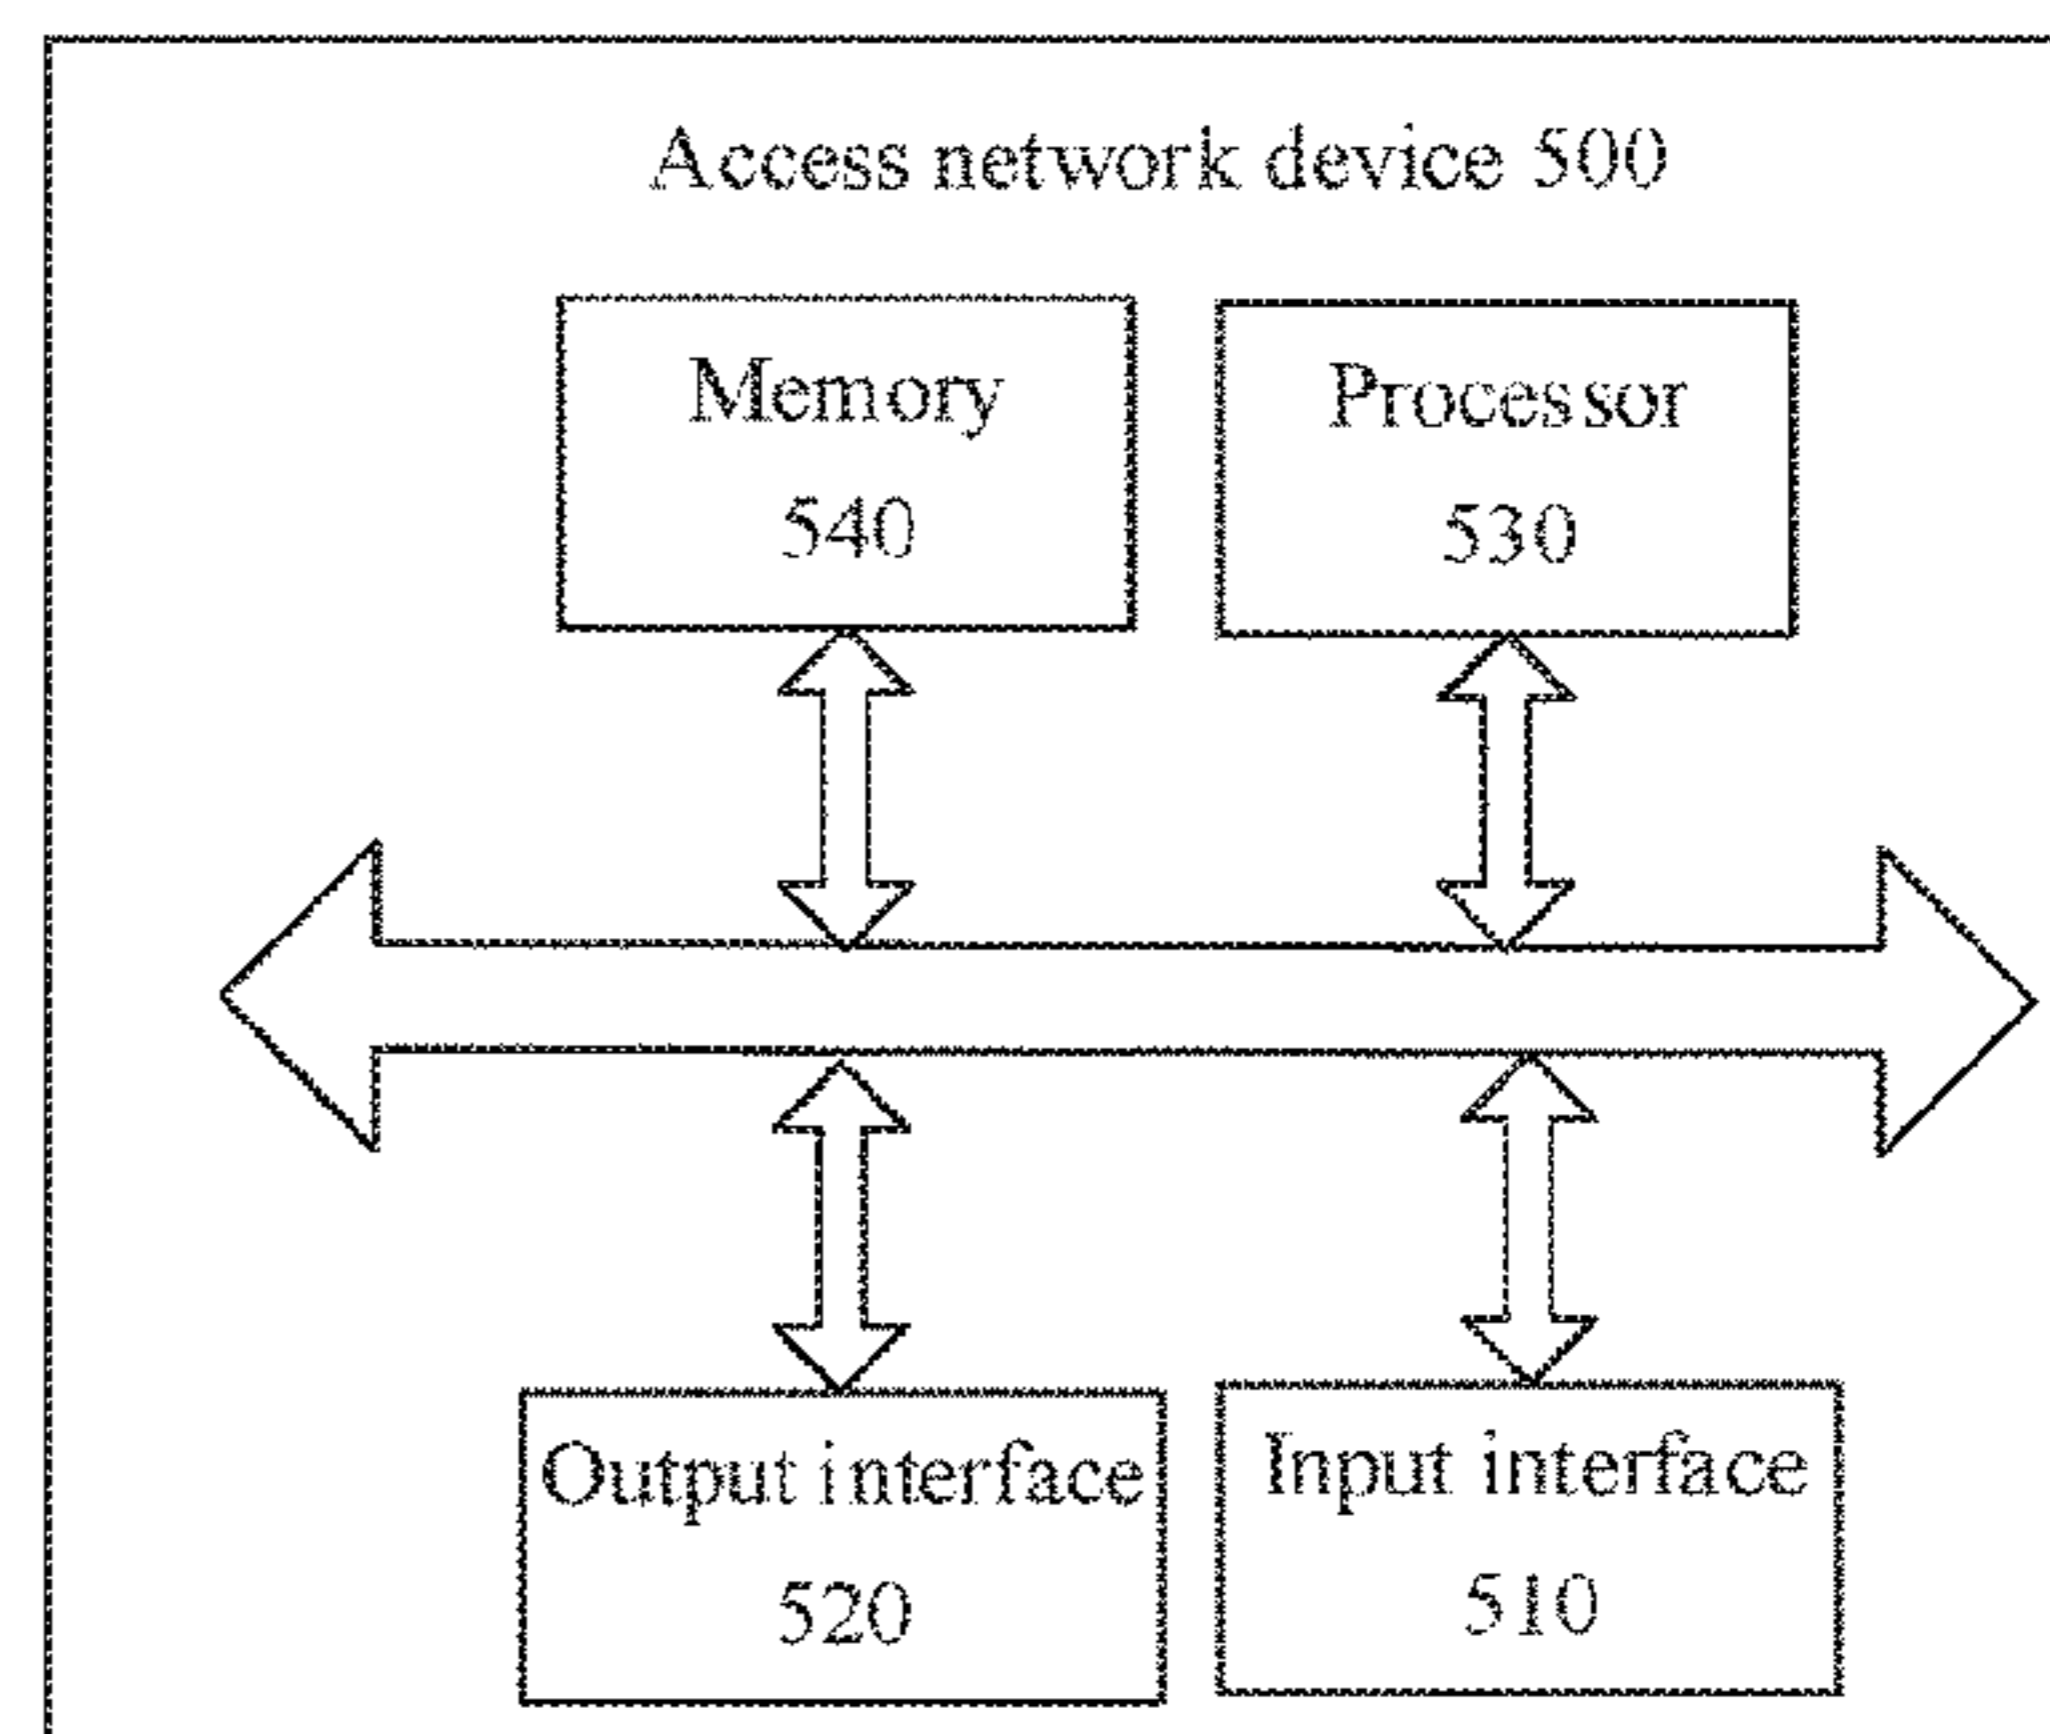 Access network device 500
Memory
540
Processor
530
Output interface
520
Input interface
510